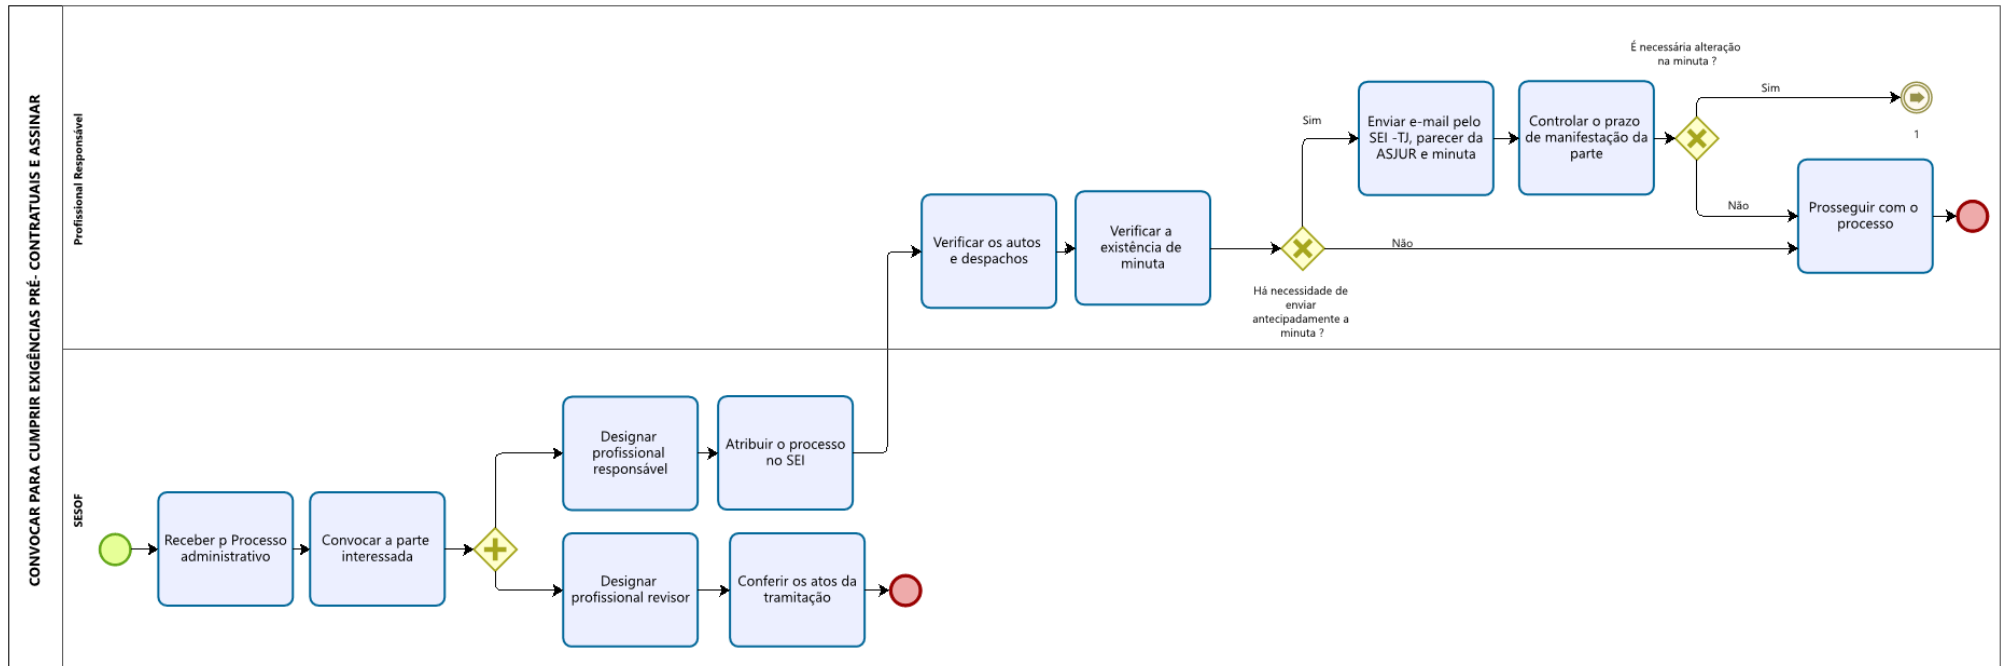 CONVOCAR PARA CUMPRIR EXIGÊNCIAS PRÉ- CONTRATUAIS E ASSINAR
Profissional Responsável
É necessária alteração
na minuta ?
Sim
1
Sim
Enviar e-mail pelo
SEI -TJ, parecer da
ASJUR e minuta
Controlar o prazo
de manifestação da
parte
Não
Prosseguir com o
processo
Verificar os autos
e despachos
Verificar a
existência de
minuta
Não
Há necessidade de
enviar
antecipadamente a
minuta ?
SESOF
Designar
profissional
responsável
Atribuir o processo
no SEI
Receber p Processo
administrativo
Convocar a parte
interessada
Designar
profissional revisor
Conferir os atos da
tramitação